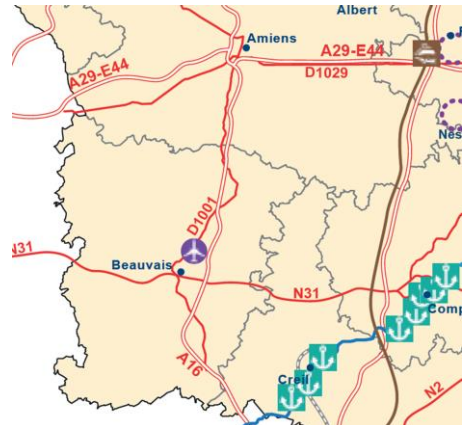 Albert
Amiens
A29-E44
D1029
A29-E44
Nes
D1001
N31
Beauvais
N31
Comp
A16
Creil
N2